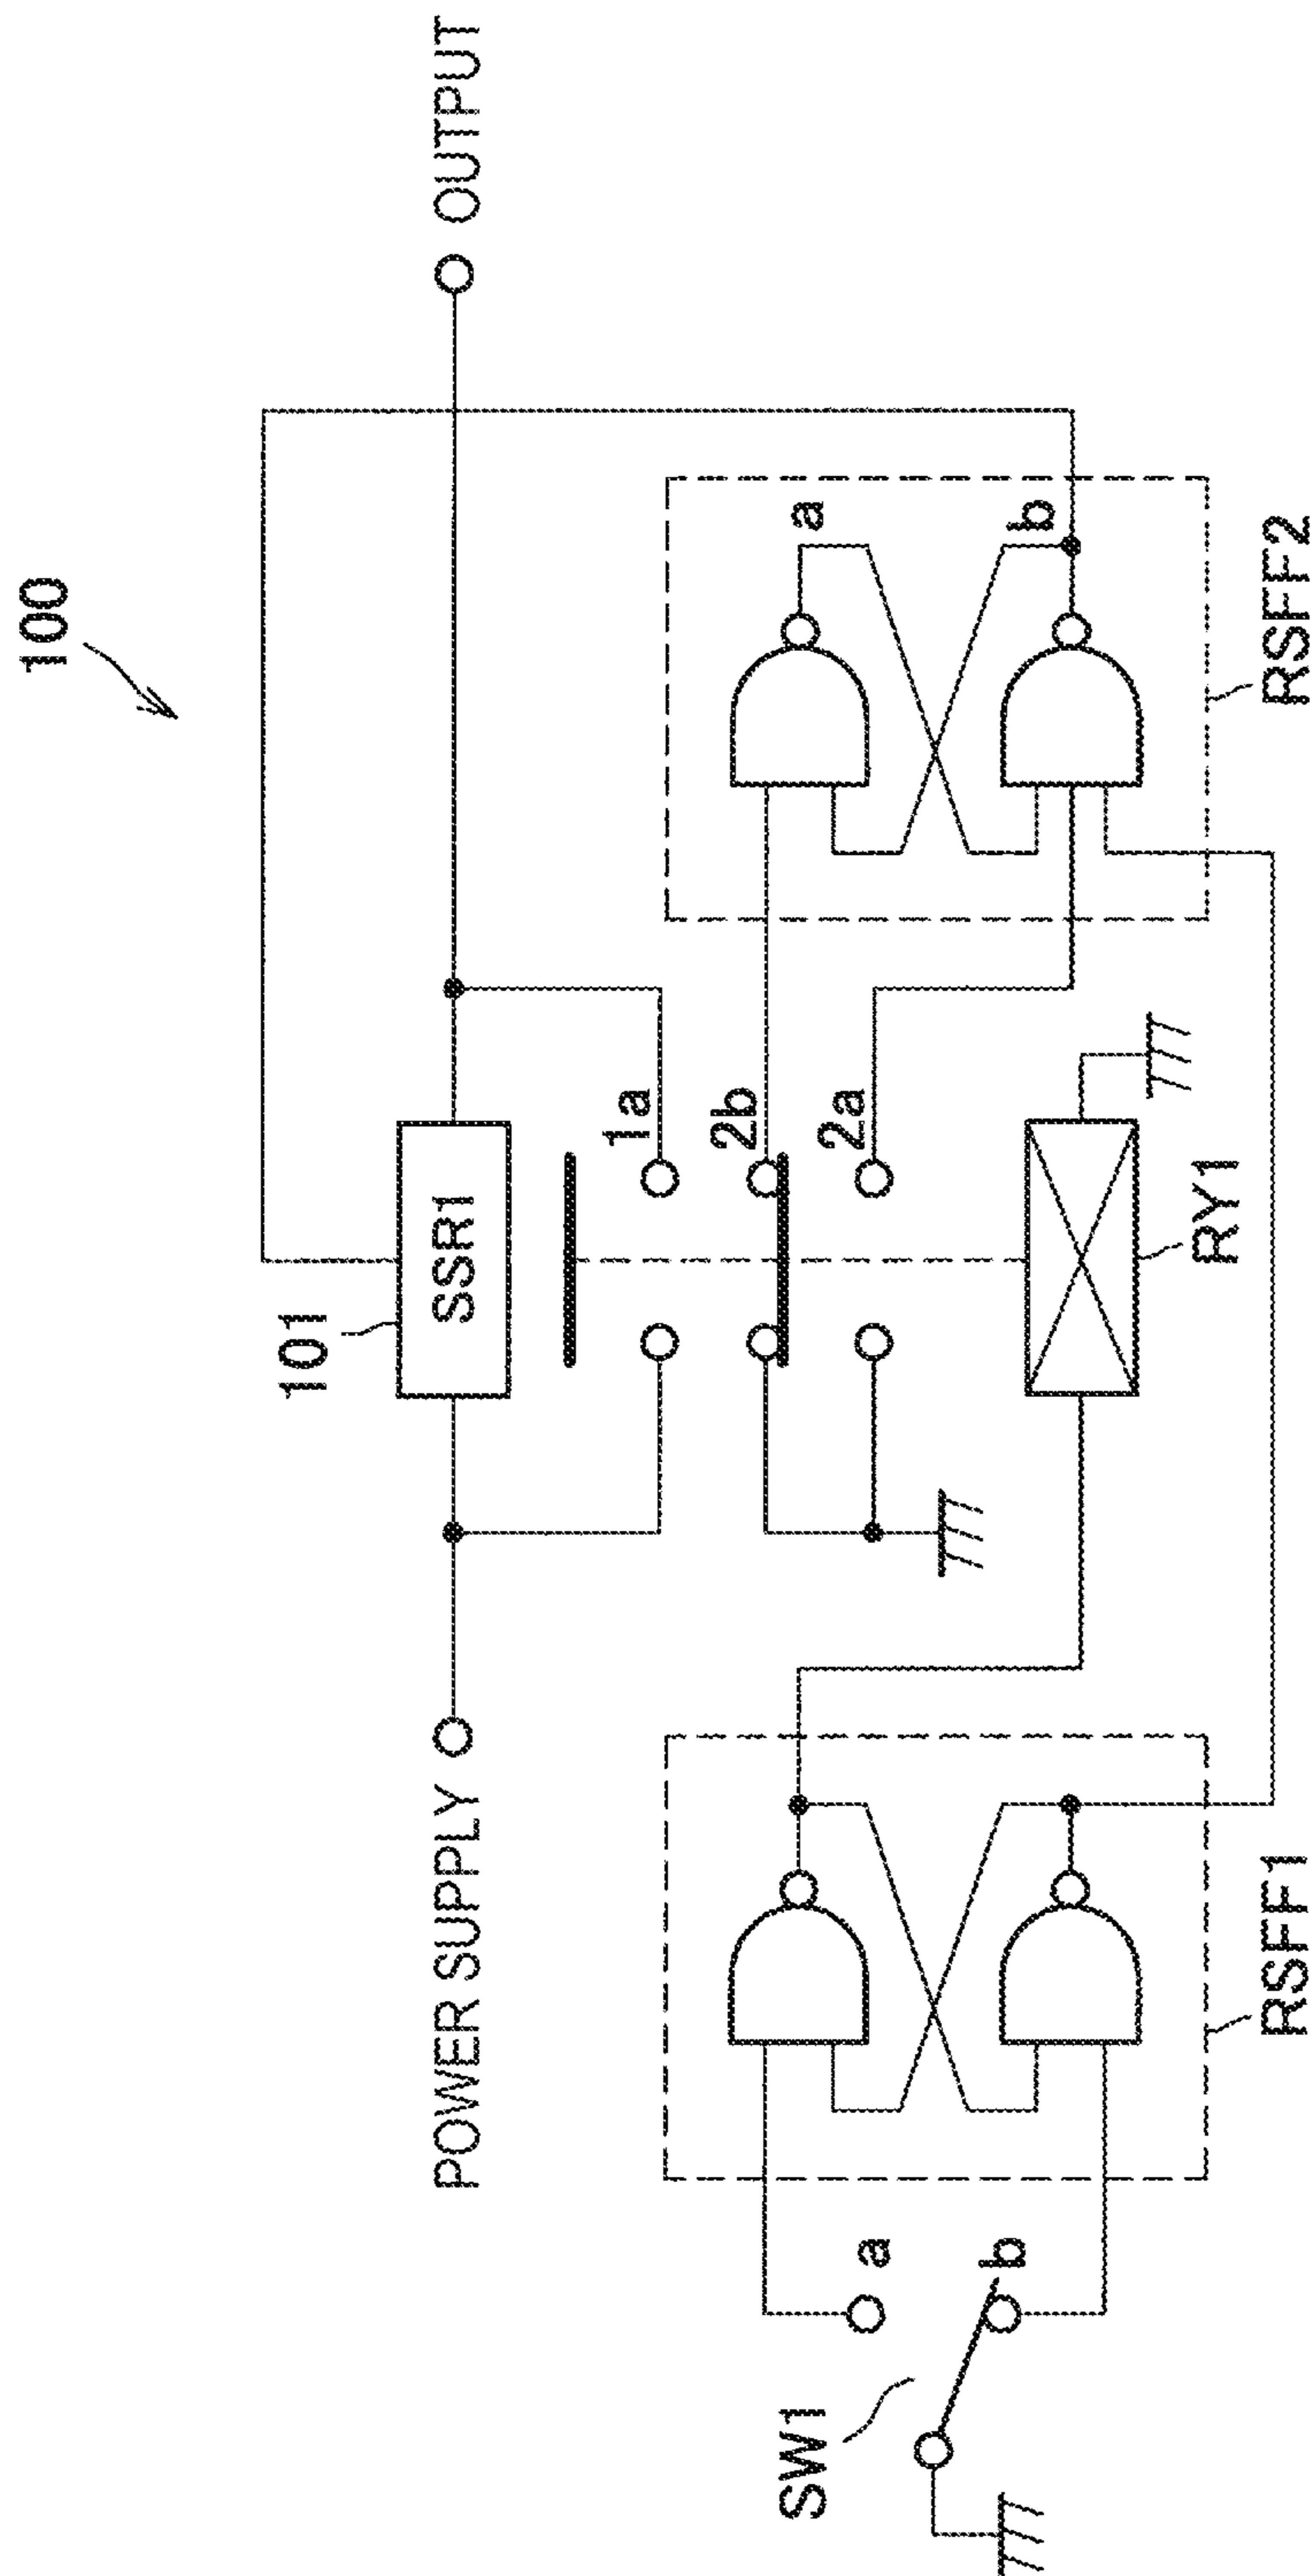 100
POWER SUPPLY
OUTPUT
101
SSR1
1a
2b
2a
RY1
SW1
a
b
RSFF1
a
b
RSFF2